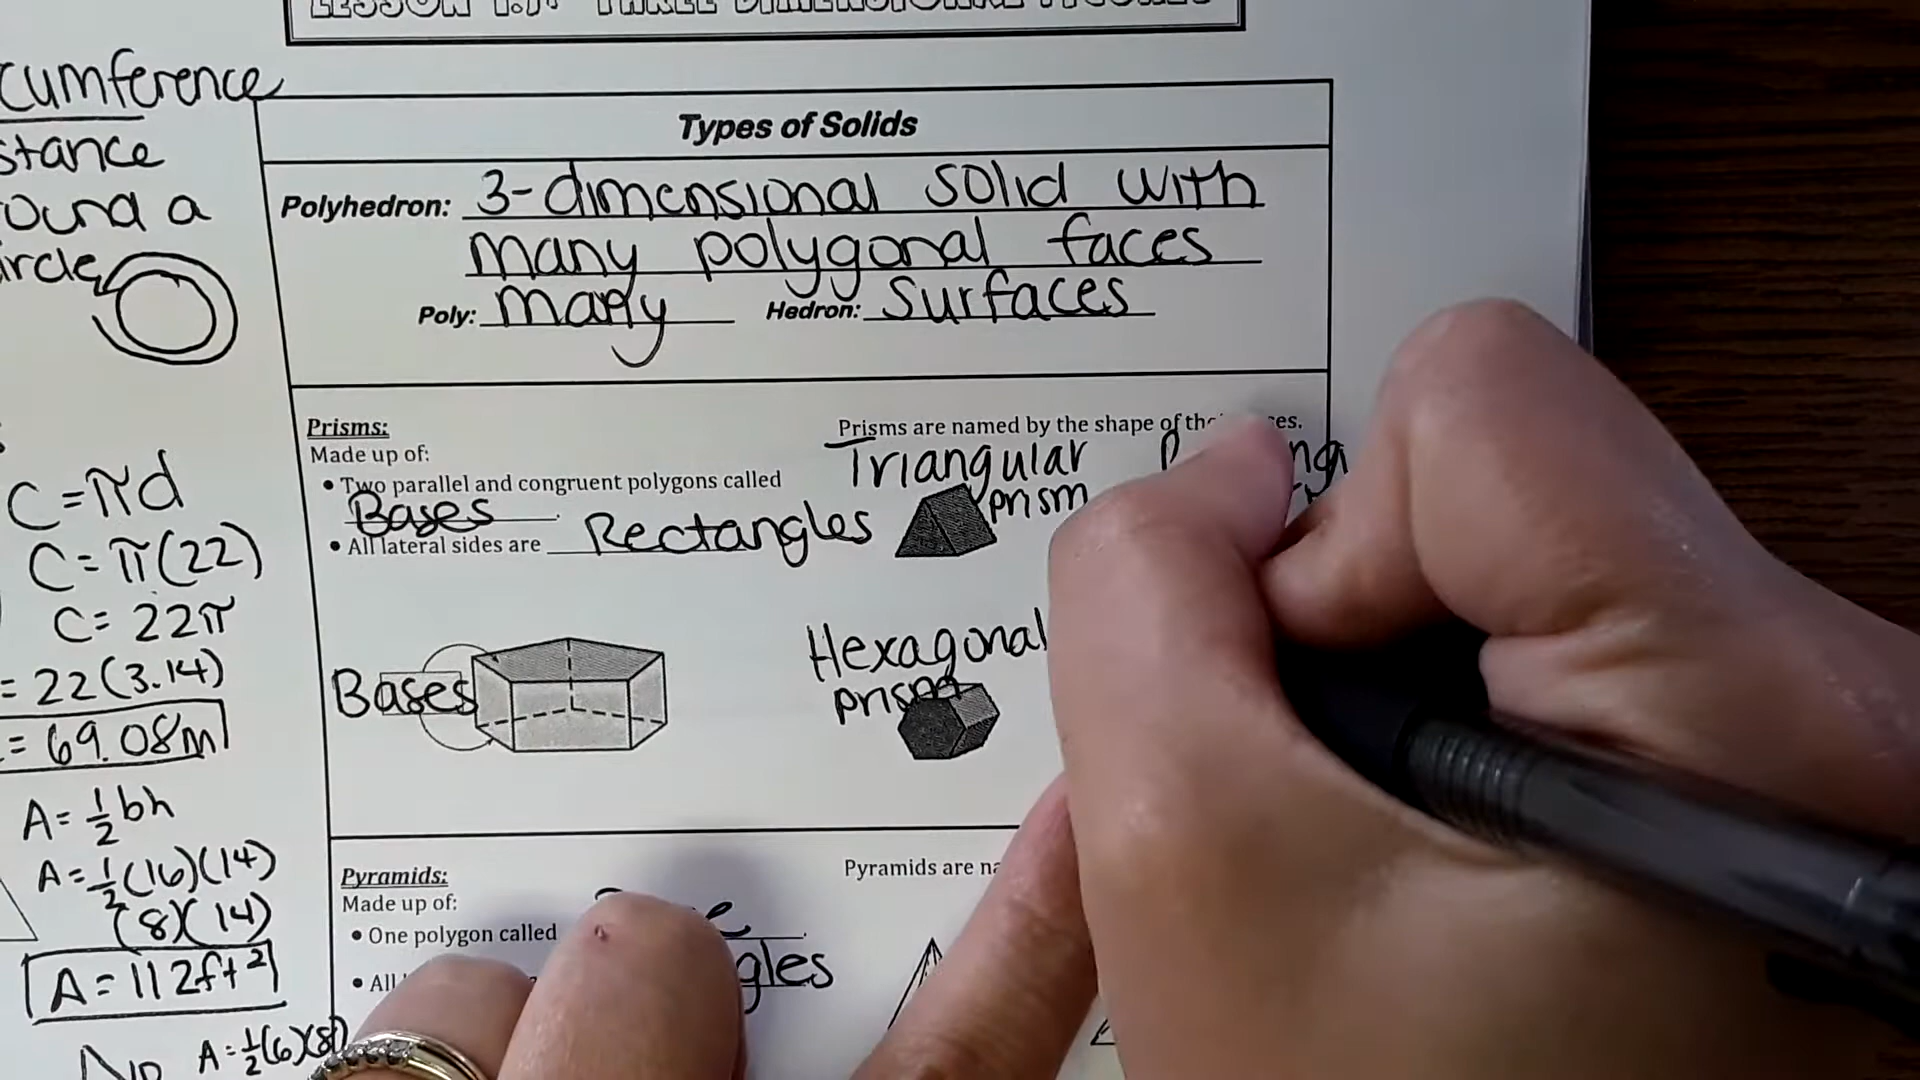 cumference
stance
ound a
ircle
C = πd
C = π(22)
C = 22π
= 22(3.14)
= 69.08m
A = 1/2 bh
A = 1/2 (16)(14)
(8)(14)
A = 112ft²
A = 1/2 (6)(8)
Types of Solids
Polyhedron: 3-dimensional solid with
many polygonal faces
Poly: many Hedron: surfaces
Prisms:
Made up of:
• Two parallel and congruent polygons called
Bases.
• All lateral sides are Rectangles
Bases
Prisms are named by the shape of
Triangular
prism
Hexagonal
prism
Pyramids:
Made up of:
• One polygon called
• All
gles
Pyramids are na